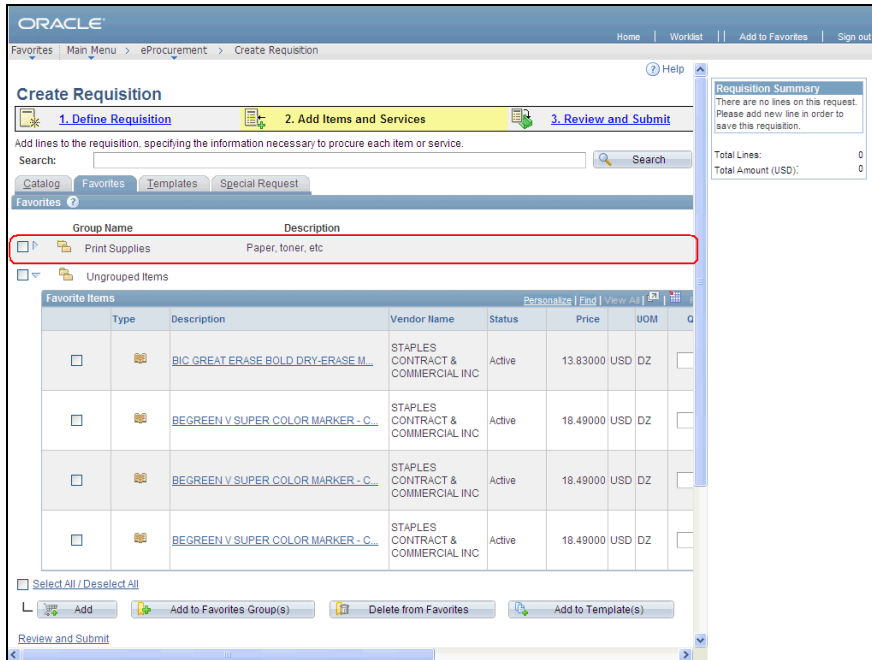 ORACLE
Home | Worklist || Add to Favorites | Sign out
Favorites | Main Menu > eProcurement > Create Requisition
Help
Create Requisition
1. Define Requisition 2. Add Items and Services 3. Review and Submit
Add lines to the requisition, specifying the information necessary to procure each item or service.
Search: Search
Catalog Favorites Templates Special Request
Favorites
Group Name Description
Print Supplies Paper, toner, etc
Ungrouped Items
Favorite Items Personalize | Find | View All | |
Type Description Vendor Name Status Price UOM Q
BIC GREAT ERASE BOLD DRY-ERASE M... STAPLES CONTRACT & COMMERCIAL INC Active 13.83000 USD DZ
BEGREEN V SUPER COLOR MARKER - C... STAPLES CONTRACT & COMMERCIAL INC Active 18.49000 USD DZ
BEGREEN V SUPER COLOR MARKER - C... STAPLES CONTRACT & COMMERCIAL INC Active 18.49000 USD DZ
BEGREEN V SUPER COLOR MARKER - C... STAPLES CONTRACT & COMMERCIAL INC Active 18.49000 USD DZ
Select All / Deselect All
Add Add to Favorites Group(s) Delete from Favorites Add to Template(s)
Review and Submit
Requisition Summary
There are no lines on this request.
Please add new line in order to
save this requisition.
Total Lines: 0
Total Amount (USD): 0